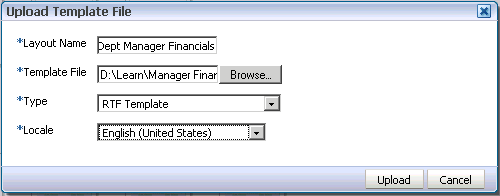 Upload Template File
*Layout Name Dept Manager Financials
*Template File D:\Learn\Manager Finar Browse...
*Type RTF Template
*Locale English (United States)
Upload Cancel